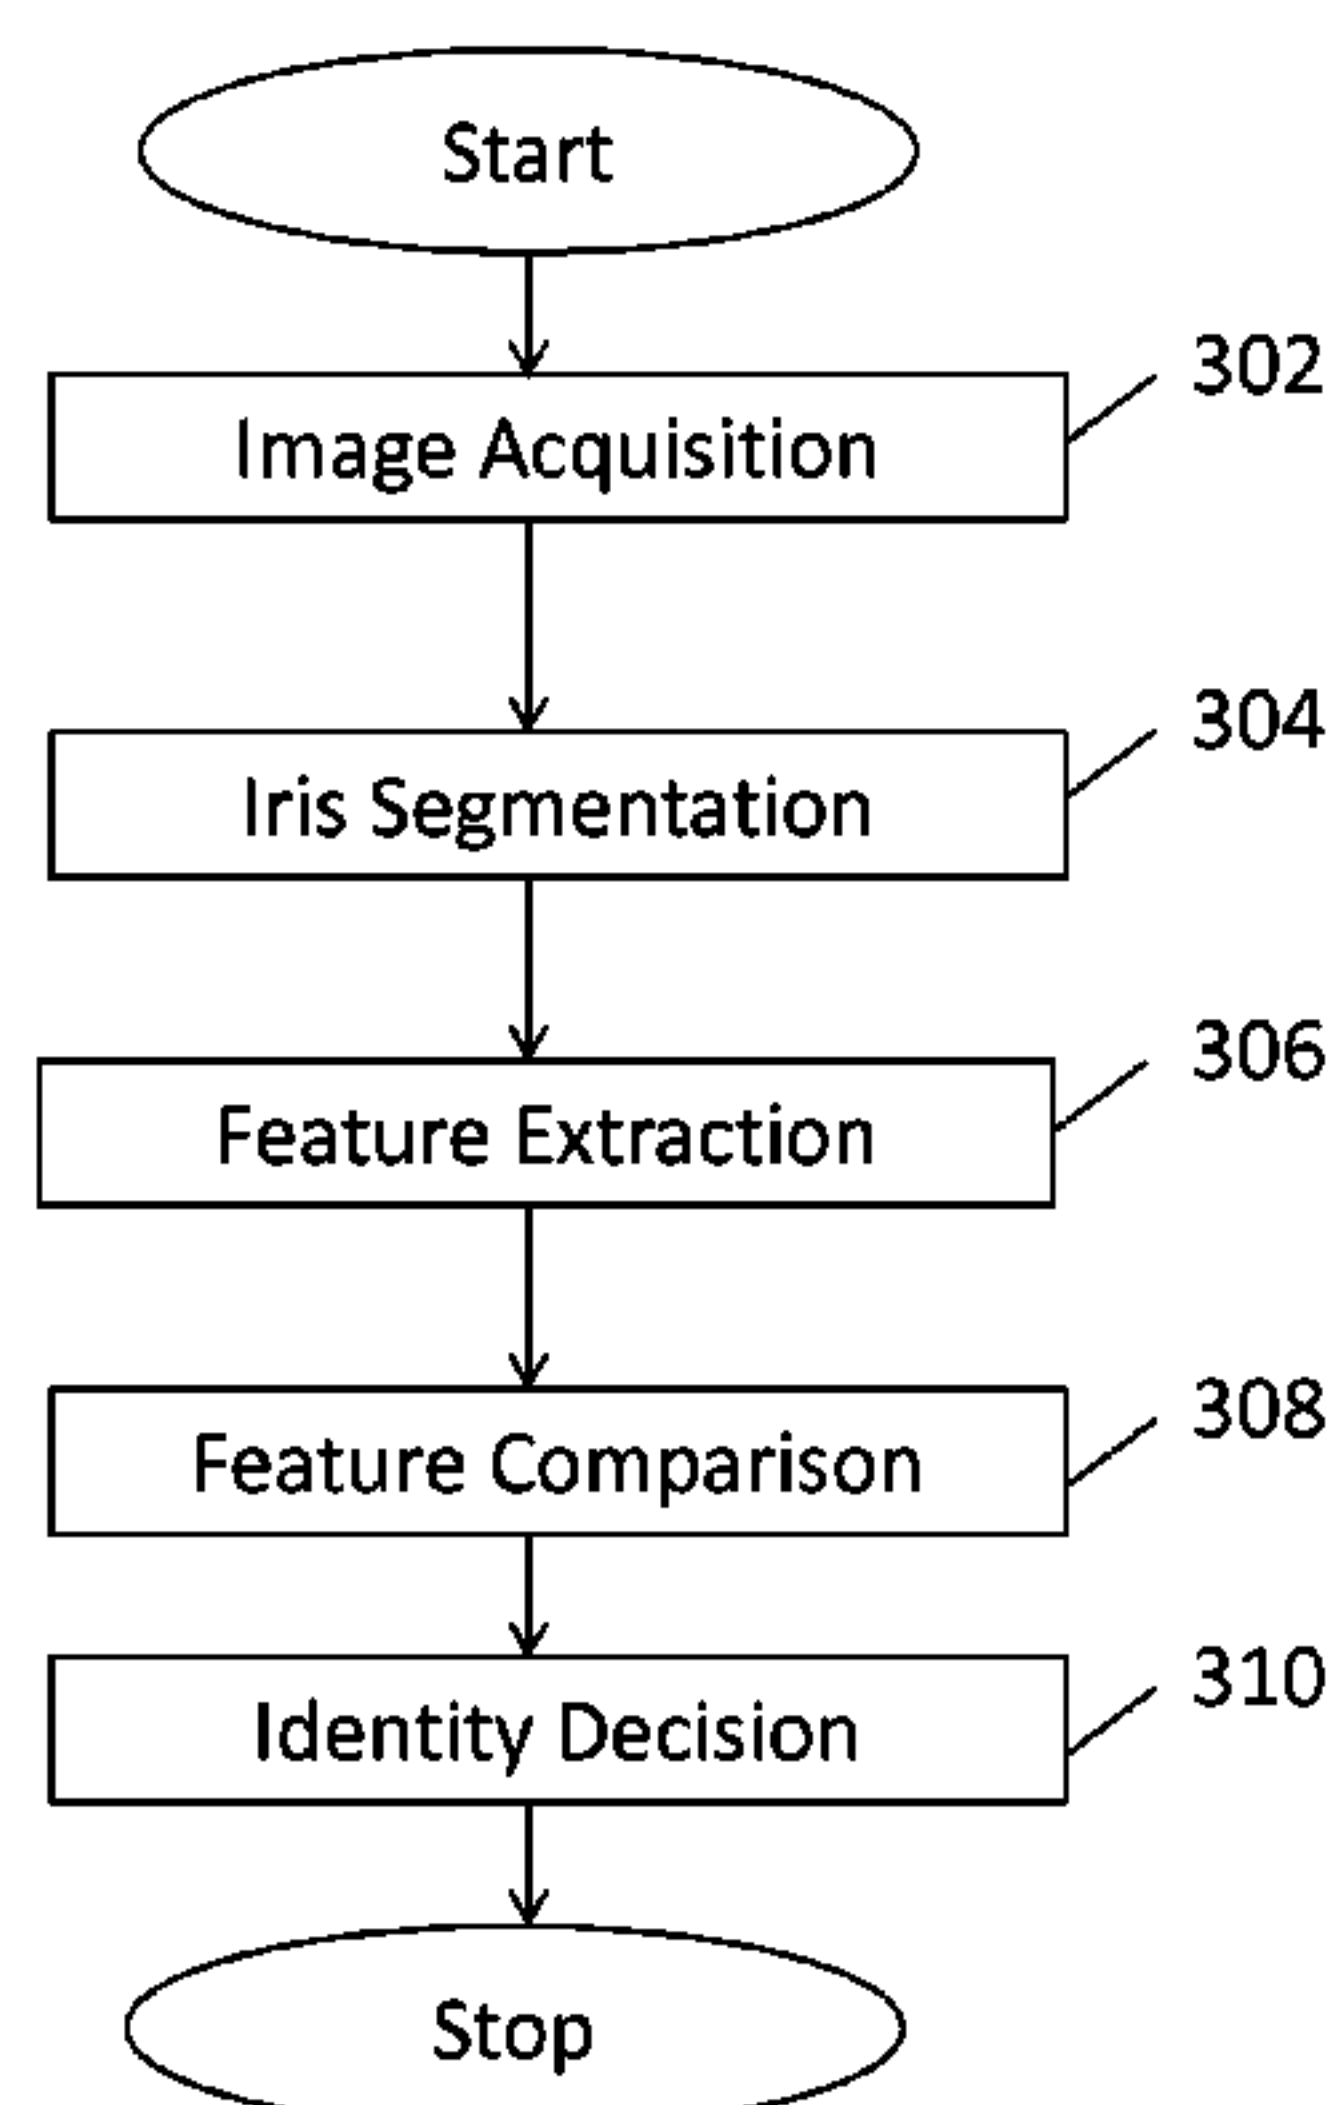 Start
302
Image Acquisition
304
Iris Segmentation
306
Feature Extraction
308
Feature Comparison
310
Identity Decision
Stop